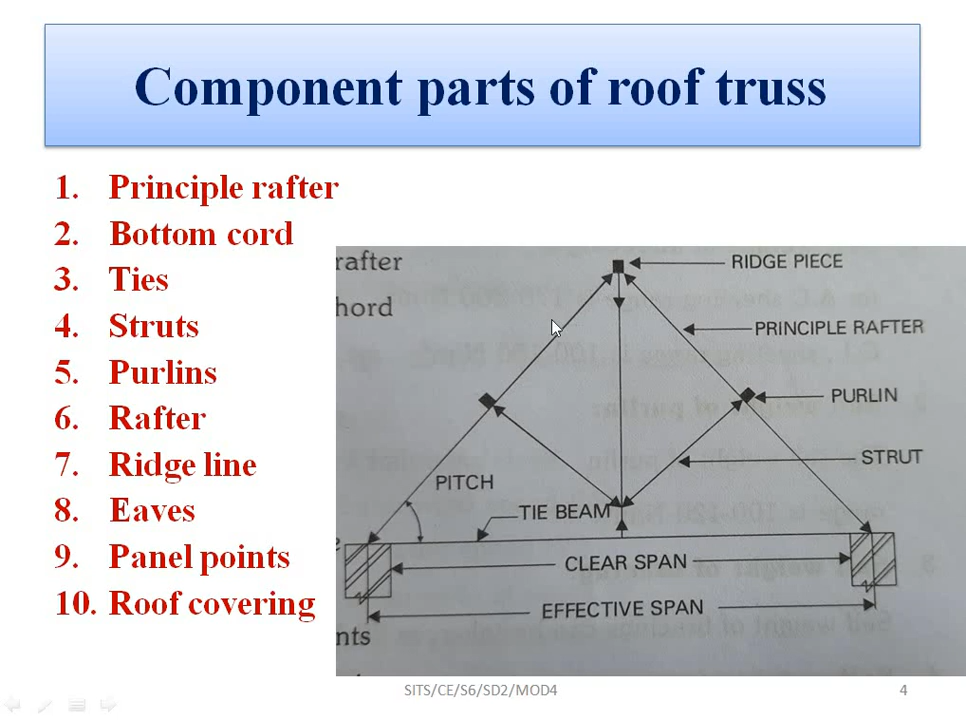 Component parts of roof truss
1. Principle rafter
2. Bottom cord
3. Ties
4. Struts
5. Purlins
6. Rafter
7. Ridge line
8. Eaves
9. Panel points
10. Roof covering
rafter
hord
nts
RIDGE PIECE
PRINCIPLE RAFTER
PURLIN
STRUT
PITCH
TIE BEAM
CLEAR SPAN
EFFECTIVE SPAN
SITS/CE/S6/SD2/MOD4
4